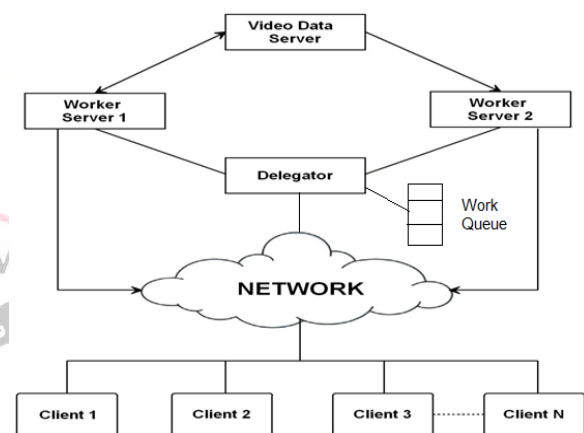 Video Data
Server
Worker
Server 1
Worker
Server 2
Delegator
Work
Queue
NETWORK
Client 1
Client 2
Client 3
Client N